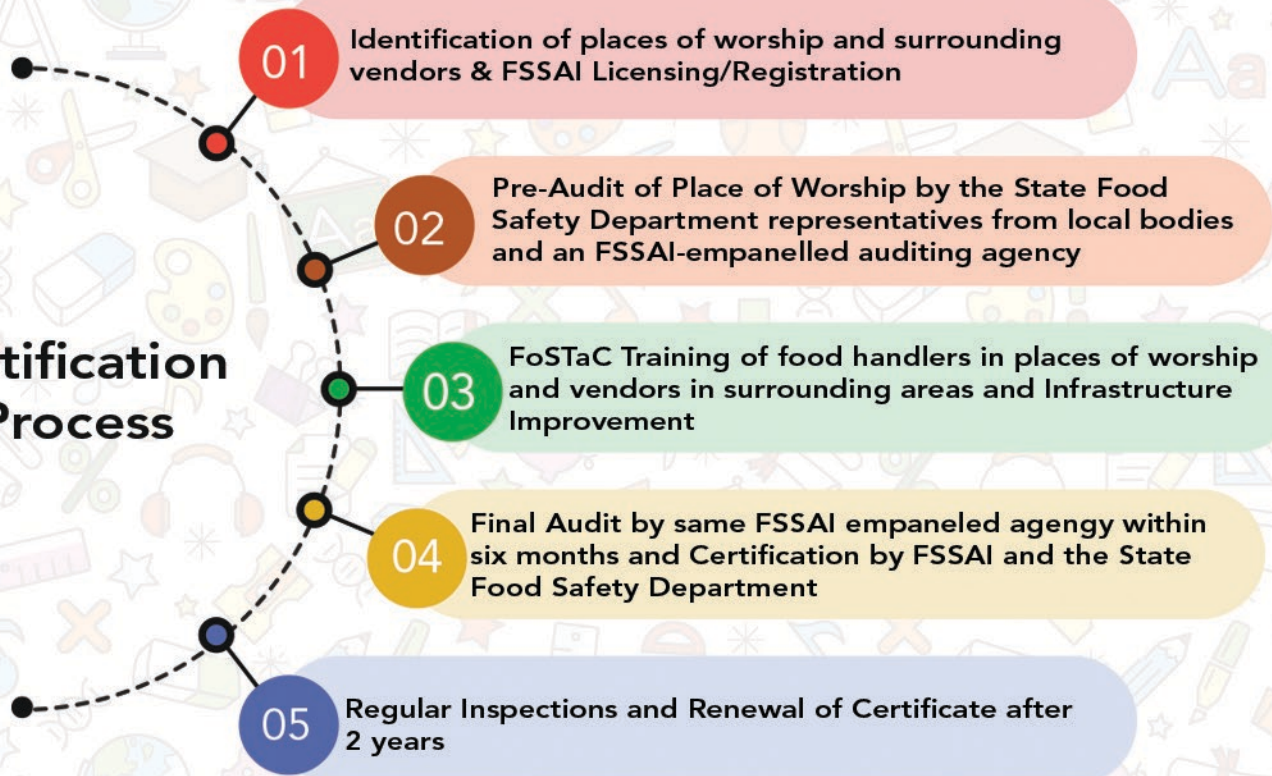 01
Identification of places of worship and surrounding
vendors & FSSAI Licensing/Registration
02
Pre-Audit of Place of Worship by the State Food
Safety Department representatives from local bodies
and an FSSAI-empanelled auditing agency
tification
Process
03
FoSTaC Training of food handlers in places of worship
and vendors in surrounding areas and Infrastructure
Improvement
04
Final Audit by same FSSAI empaneled agengy within
six months and Certification by FSSAI and the State
Food Safety Department
05
Regular Inspections and Renewal of Certificate after
2 years
Aa
Aa